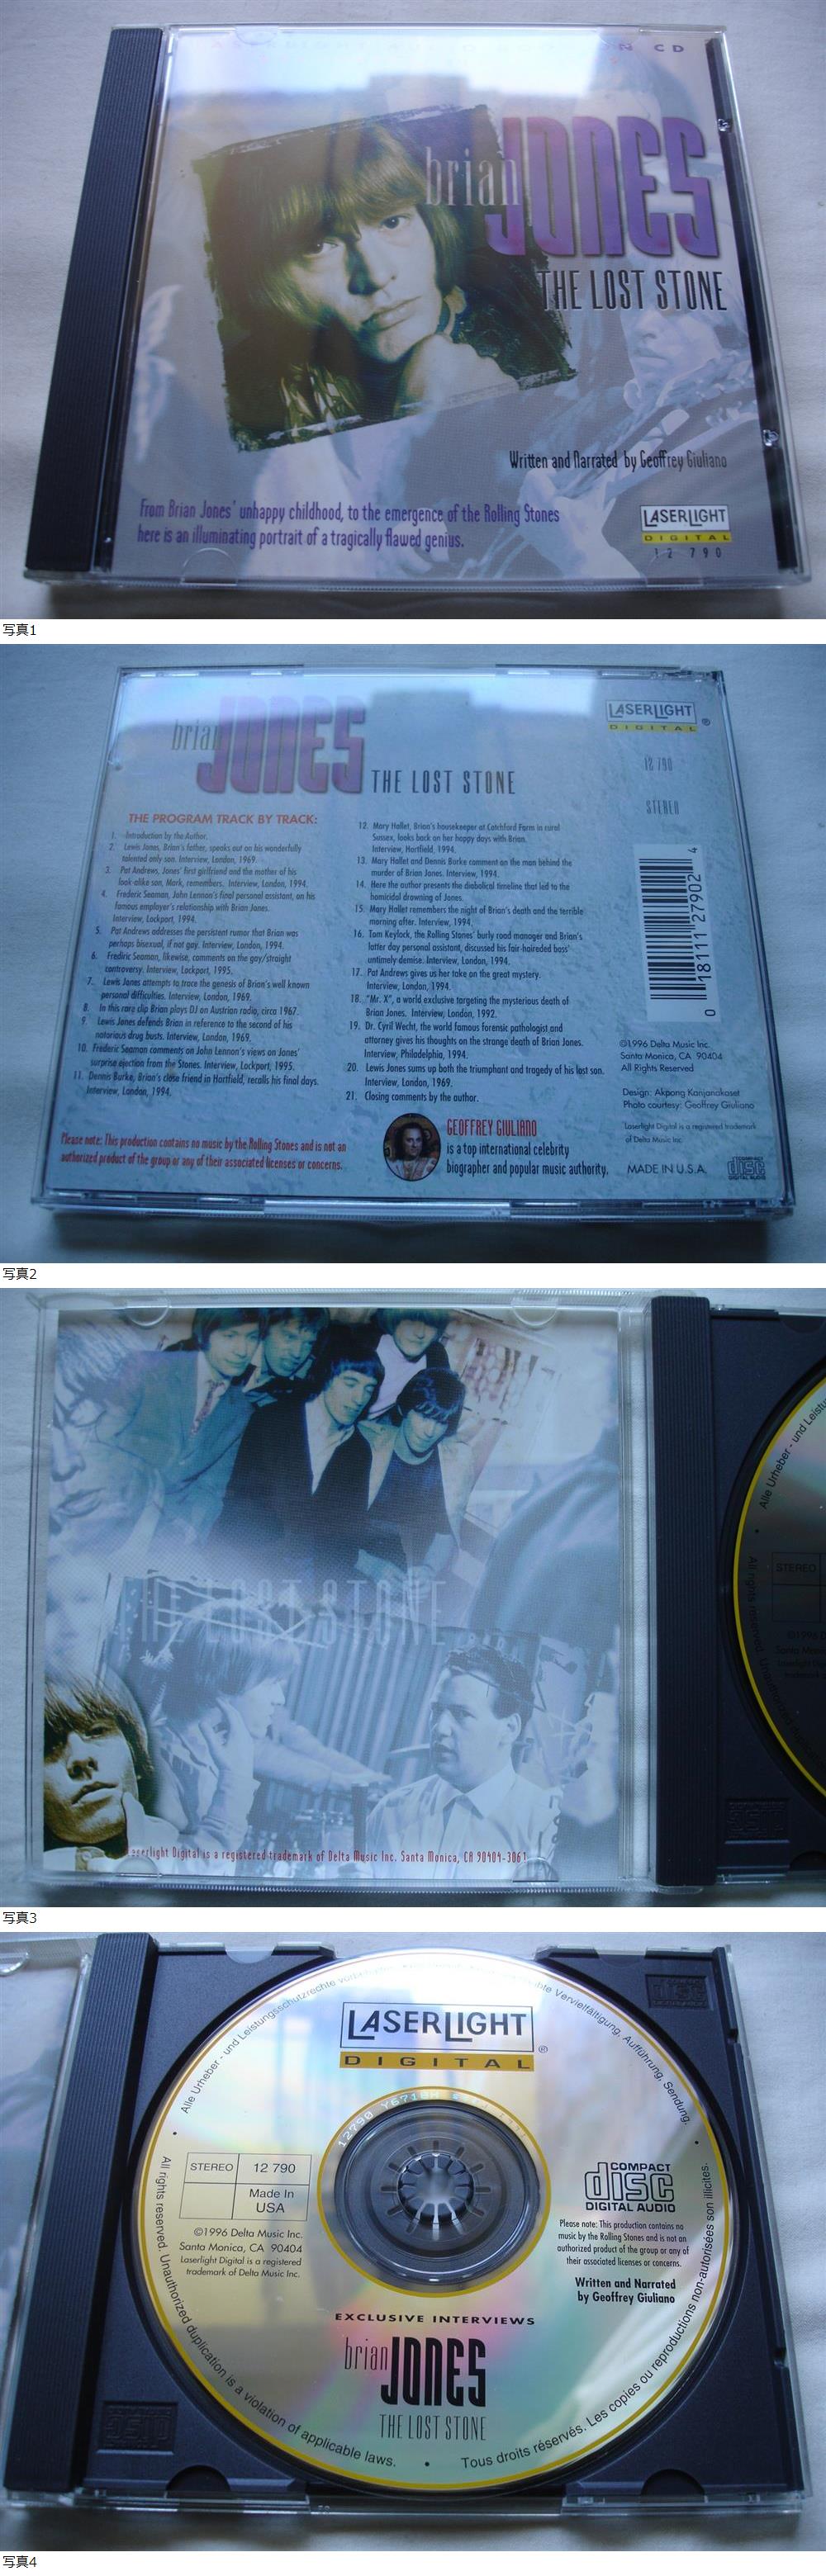 brian JONES
THE LOST STONE
Written and Narrated by Geoffrey Giuliano
From Brian Jones' unhappy childhood, to the emergence of the Rolling Stones
here is an illuminating portrait of a tragically flawed genius.
LASERLIGHT
DIGITAL
12 790
写真1
brian JONES THE LOST STONE
LASERLIGHT ®
DIGITAL
12 790
STEREO
THE PROGRAM TRACK BY TRACK:
1. Introduction by the Author.
2. Lewis Jones, Brian's father, speaks out on his wonderfully
talented only son. Interview, London, 1969.
3. Pat Andrews, Jones' first girlfriend and the mother of his
look-alike son, Mark, remembers. Interview, London, 1994.
4. Frederic Seaman, John Lennon's final personal assistant, on his
famous employer's relationship with Brian Jones.
Interview, Lockport, 1994.
5. Pat Andrews addresses the persistent rumor that Brian was
perhaps bisexual, if not gay. Interview, London, 1994.
6. Fredric Seaman, likewise, comments on the gay/straight
controversy. Interview, Lockport, 1995.
7. Lewis Jones attempts to trace the genesis of Brian's well known
personal difficulties. Interview, London, 1969.
8. In this rare clip Brian plays DJ on Austrian radio, circa 1967.
9. Lewis Jones defends Brian in reference to the second of his
notorious drug busts. Interview, London, 1969.
10. Frederic Seaman comments on John Lennon's views on Jones'
surprise ejection from the Stones. Interview, Lockport, 1995.
11. Dennis Burke, Brian's close friend in Hartfield, recalls his final days.
Interview, London, 1994.
12. Mary Hallet, Brian's housekeeper at Cotchford Farm in rural
Sussex, looks back on her happy days with Brian.
Interview, Hartfield, 1994.
13. Mary Hallet and Dennis Burke comment on the man behind the
murder of Brian Jones. Interview, 1994.
14. Here the author presents the diabolical timeline that led to the
homicidal drowning of Jones.
15. Mary Hallet remembers the night of Brian's death and the terrible
morning after. Interview, 1994.
16. Tom Keylock, the Rolling Stones' burly road manager and Brian's
latter day personal assistant, discussed his fair-haireded boss'
untimely demise. Interview, London, 1994.
17. Pat Andrews gives us her take on the great mystery.
Interview, London, 1994.
18. "Mr. X", a world exclusive targeting the mysterious death of
Brian Jones. Interview, London, 1992.
19. Dr. Cyril Wecht, the world famous forensic pathologist and
attorney gives his thoughts on the strange death of Brian Jones.
Interview, Philadelphia, 1994.
20. Lewis Jones sums up both the triumphant and tragedy of his lost son.
Interview, London, 1969.
21. Closing comments by the author.
0 18111 27902 4
©1996 Delta Music Inc.
Santa Monica, CA 90404
All Rights Reserved
Design: Akpong Kanjanakaset
Photo courtesy: Geoffrey Giuliano
Laserlight Digital is a registered trademark
of Delta Music Inc.
MADE IN U.S.A.
COMPACT
disc
DIGITAL AUDIO
Please note: This production contains no music by the Rolling Stones and is not an
authorized product of the group or any of their associated licenses or concerns.
GEOFFREY GIULIANO
is a top international celebrity
biographer and popular music authority.
写真2
THE LOST STONE
Laserlight Digital is a registered trademark of Delta Music Inc. Santa Monica, CA 90404-3061
Alle Urheber - und
All rights reserved.
STEREO
写真3
LASERLIGHT ®
DIGITAL
Alle Urheber - und Leistungsschutzrechte
Vervielfältigung, Aufführung, Sendung.
STEREO 12 790
Made In
USA
©1996 Delta Music Inc.
Santa Monica, CA 90404
Laserlight Digital is a registered
trademark of Delta Music Inc.
COMPACT
disc
DIGITAL AUDIO
Please note: This production contains no
music by the Rolling Stones and is not an
authorized product of the group or any of
their associated licenses or concerns.
Written and Narrated
by Geoffrey Giuliano
EXCLUSIVE INTERVIEWS
brian JONES
THE LOST STONE
All rights reserved. Unauthorized duplication is a violation of applicable laws.
Tous droits réservés. Les copies ou reproductions non-autorisées son illicites.
写真4